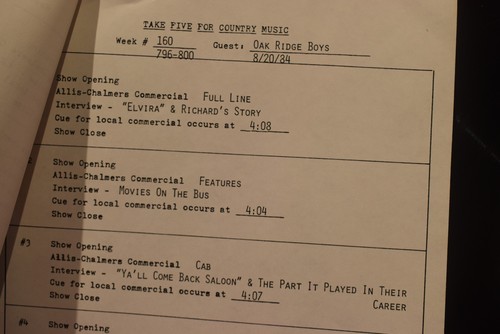 TAKE FIVE FOR COUNTRY MUSIC
Week # 160 Guest: OAK RIDGE BOYS
796-800 8/20/84
Show Opening
Allis-Chalmers Commercial FULL LINE
Interview - "ELVIRA" & RICHARD'S STORY
Cue for local commercial occurs at 4:08
Show Close
Show Opening
Allis-Chalmers Commercial FEATURES
Interview - MOVIES ON THE BUS
Cue for local commercial occurs at 4:04
Show Close
#3 Show Opening
Allis-Chalmers Commercial CAB
Interview - "YA'LL COME BACK SALOON" & THE PART IT PLAYED IN THEIR
CAREER
Cue for local commercial occurs at 4:07
Show Close
#4 Show Opening